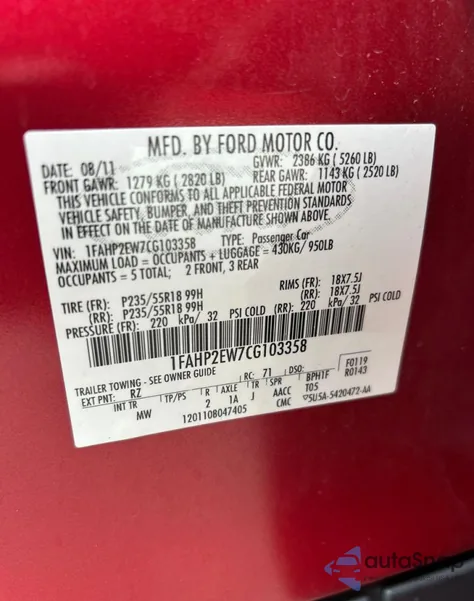 MFD. BY FORD MOTOR CO.
DATE: 08/11 GVWR: 2386 KG ( 5260 LB)
FRONT GAWR: 1279 KG ( 2820 LB) REAR GAWR: 1143 KG ( 2520 LB)
THIS VEHICLE CONFORMS TO ALL APPLICABLE FEDERAL MOTOR
VEHICLE SAFETY, BUMPER, AND THEFT PREVENTION STANDARDS
IN EFFECT ON THE DATE OF MANUFACTURE SHOWN ABOVE.
VIN: 1FAHP2EW7CG103358 TYPE: Passenger Car
MAXIMUM LOAD = OCCUPANTS + LUGGAGE = 430KG/ 950LB
OCCUPANTS = 5 TOTAL; 2 FRONT, 3 REAR
TIRE (FR): P235/55R18 99H RIMS (FR): 18X7.5J
(RR): P235/55R18 99H (RR): 18X7.5J
PRESSURE (FR): 220 kPa/ 32 PSI COLD (RR): 220 kPa/ 32 PSI COLD
1FAHP2EW7CG103358
TRAILER TOWING - SEE OWNER GUIDE RC: 71 DSO: F0119
EXT PNT: RZ R0143
INT TR TP/PS R AXLE TR SPR BPH1F
MW 2 1A J AACC T05
1201108047405 CMC 5U5A-5420472-AA
autoSnap